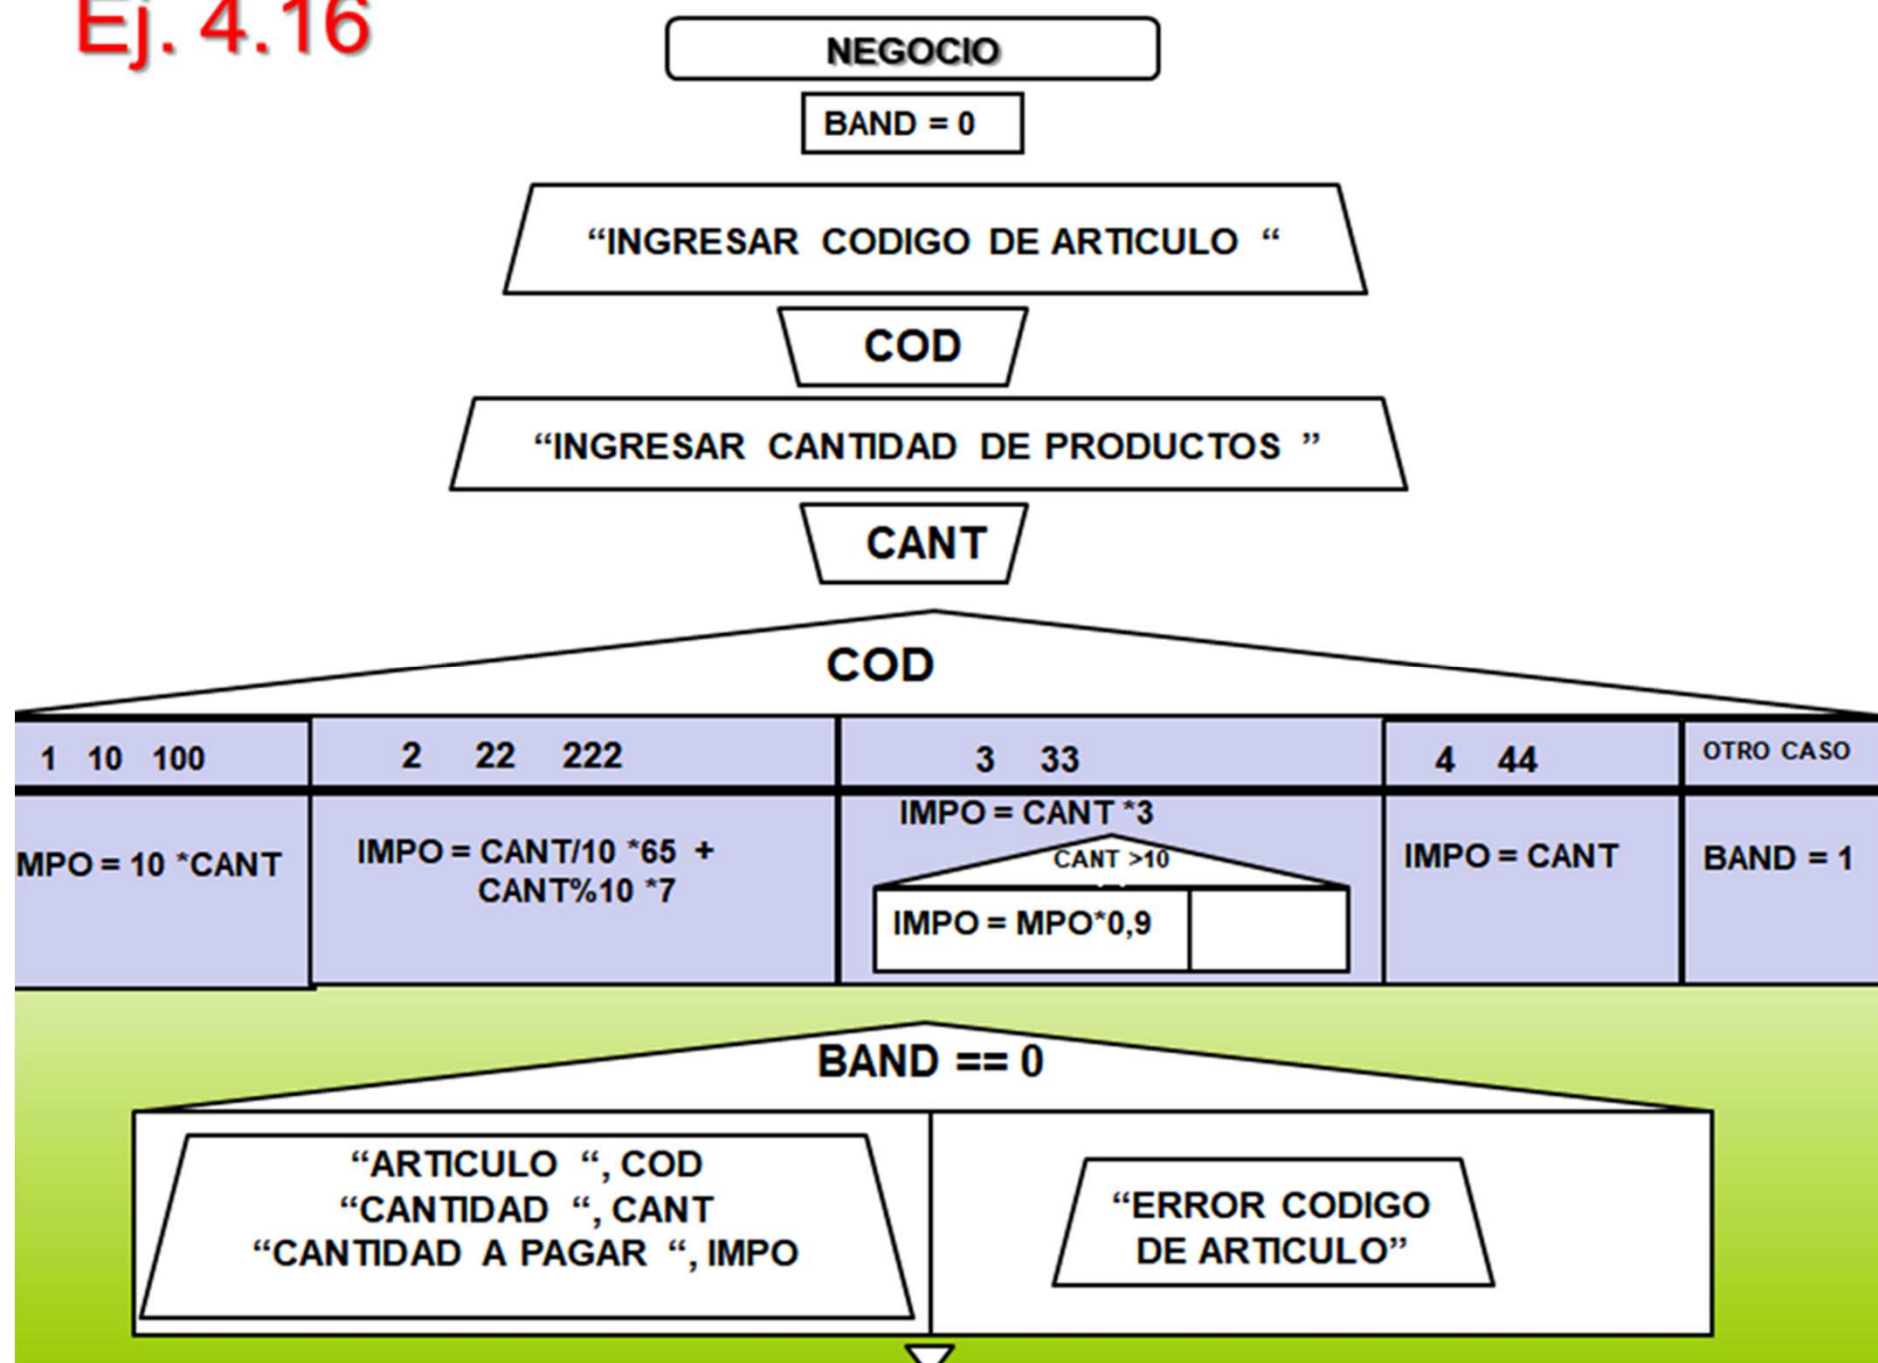 Ej. 4.16
NEGOCIO
BAND = 0
“INGRESAR CODIGO DE ARTICULO “
COD
“INGRESAR CANTIDAD DE PRODUCTOS ”
CANT
COD
1 10 100
2 22 222
3 33
4 44
OTRO CASO
MPO = 10 *CANT
IMPO = CANT/10 *65 +
CANT%10 *7
IMPO = CANT *3
CANT >10
IMPO = MPO*0,9
IMPO = CANT
BAND = 1
BAND == 0
“ARTICULO “, COD
“CANTIDAD “, CANT
“CANTIDAD A PAGAR “, IMPO
“ERROR CODIGO
DE ARTICULO”